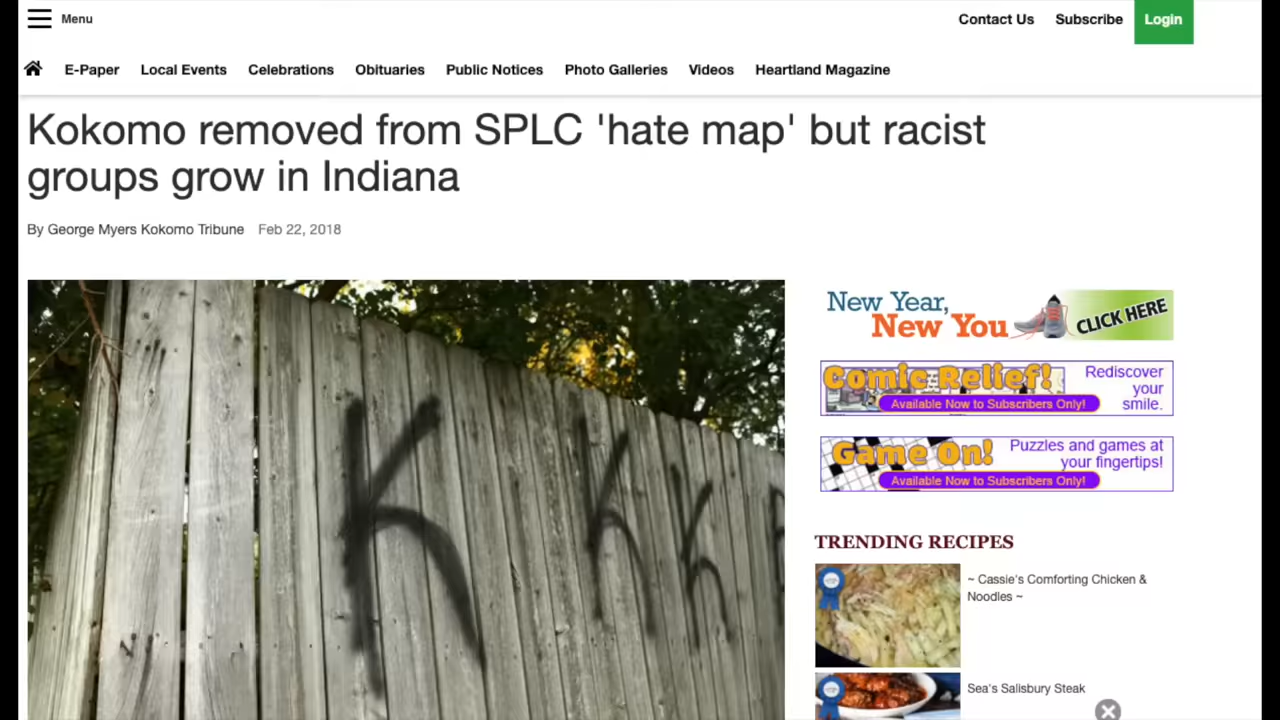 Menu
Contact Us Subscribe Login
E-Paper Local Events Celebrations Obituaries Public Notices Photo Galleries Videos Heartland Magazine
Kokomo removed from SPLC 'hate map' but racist
groups grow in Indiana
By George Myers Kokomo Tribune Feb 22, 2018
K K K
New Year,
New You
CLICK HERE
Comic Relief!
Available Now to Subscribers Only!
Rediscover
your
smile.
Game On!
Available Now to Subscribers Only!
Puzzles and games at
your fingertips!
TRENDING RECIPES
~ Cassie's Comforting Chicken &
Noodles ~
Sea's Salisbury Steak